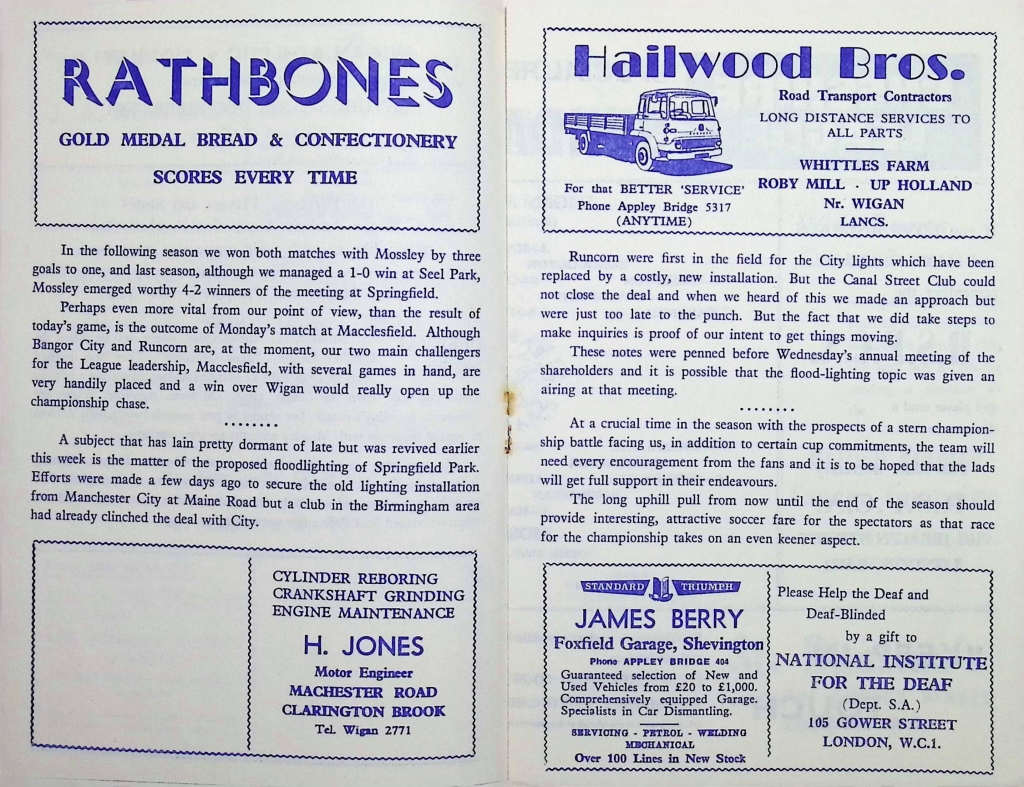 RATHBONES
GOLD MEDAL BREAD & CONFECTIONERY
SCORES EVERY TIME
In the following season we won both matches with Mossley by three
goals to one, and last season, although we managed a 1-0 win at Seel Park,
Mossley emerged worthy 4-2 winners of the meeting at Springfield.
Perhaps even more vital from our point of view, than the result of
today's game, is the outcome of Monday's match at Macclesfield. Although
Bangor City and Runcorn are, at the moment, our two main challengers
for the League leadership, Macclesfield, with several games in hand, are
very handily placed and a win over Wigan would really open up the
championship chase.
........
A subject that has lain pretty dormant of late but was revived earlier
this week is the matter of the proposed floodlighting of Springfield Park.
Efforts were made a few days ago to secure the old lighting installation
from Manchester City at Maine Road but a club in the Birmingham area
had already clinched the deal with City.
CYLINDER REBORING
CRANKSHAFT GRINDING
ENGINE MAINTENANCE
H. JONES
Motor Engineer
MACHESTER ROAD
CLARINGTON BROOK
Tel. Wigan 2771
Hailwood Bros.
Road Transport Contractors
LONG DISTANCE SERVICES TO
ALL PARTS
WHITTLES FARM
ROBY MILL · UP HOLLAND
Nr. WIGAN
LANCS.
For that BETTER 'SERVICE'
Phone Appley Bridge 5317
(ANYTIME)
Runcorn were first in the field for the City lights which have been
replaced by a costly, new installation. But the Canal Street Club could
not close the deal and when we heard of this we made an approach but
were just too late to the punch. But the fact that we did take steps to
make inquiries is proof of our intent to get things moving.
These notes were penned before Wednesday's annual meeting of the
shareholders and it is possible that the flood-lighting topic was given an
airing at that meeting.
........
At a crucial time in the season with the prospects of a stern champion-
ship battle facing us, in addition to certain cup commitments, the team will
need every encouragement from the fans and it is to be hoped that the lads
will get full support in their endeavours.
The long uphill pull from now until the end of the season should
provide interesting, attractive soccer fare for the spectators as that race
for the championship takes on an even keener aspect.
STANDARD TRIUMPH
JAMES BERRY
Foxfield Garage, Shevington
Phone APPLEY BRIDGE 404
Guaranteed selection of New and
Used Vehicles from £20 to £1,000.
Comprehensively equipped Garage.
Specialists in Car Dismantling.
SERVICING - PETROL - WELDING
MECHANICAL
Over 100 Lines in New Stock
Please Help the Deaf and
Deaf-Blinded
by a gift to
NATIONAL INSTITUTE
FOR THE DEAF
(Dept. S.A.)
105 GOWER STREET
LONDON, W.C.1.